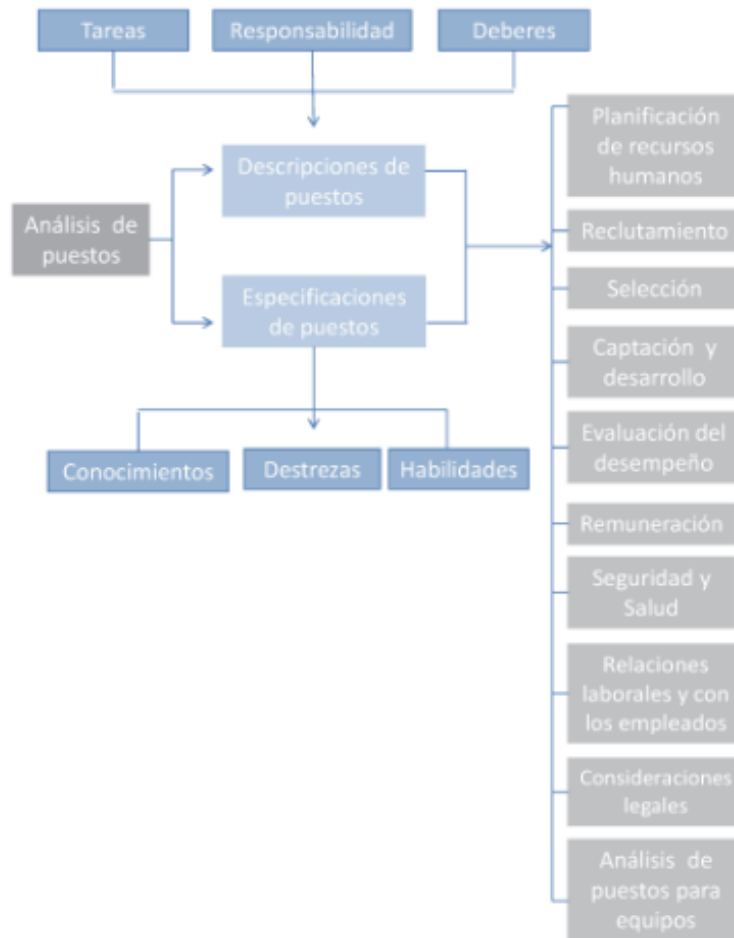 Tareas
Responsabilidad
Deberes
Descripciones de
puestos
Análisis de
puestos
Especificaciones
de puestos
Conocimientos
Destrezas
Habilidades
Planificación
de recursos
humanos
Reclutamiento
Selección
Captación y
desarrollo
Evaluación del
desempeño
Remuneración
Seguridad y
Salud
Relaciones
laborales y con
los empleados
Consideraciones
legales
Análisis de
puestos para
equipos